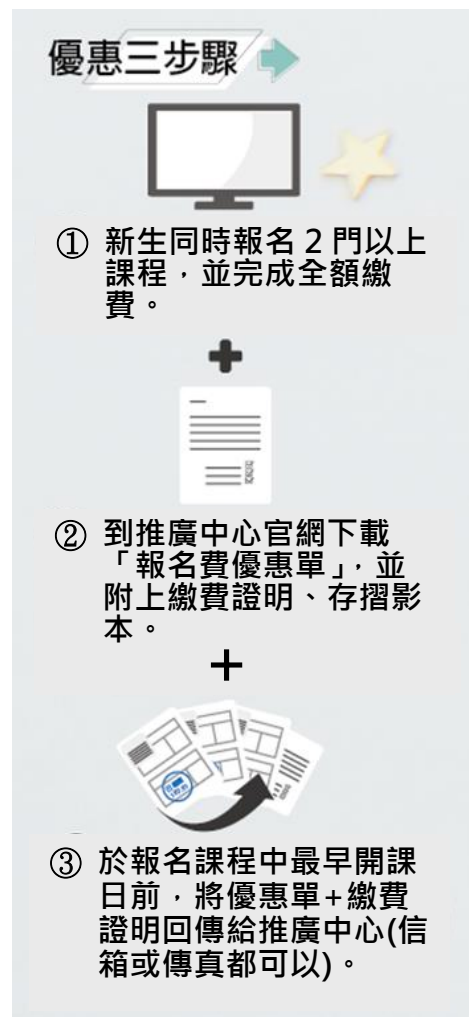 優惠三步驟
① 新生同時報名 2 門以上
課程，並完成全額繳
費。
② 到推廣中心官網下載
「報名費優惠單」，並
附上繳費證明、存摺影
本。
③ 於報名課程中最早開課
日前，將優惠單+繳費
證明回傳給推廣中心(信
箱或傳真都可以)。